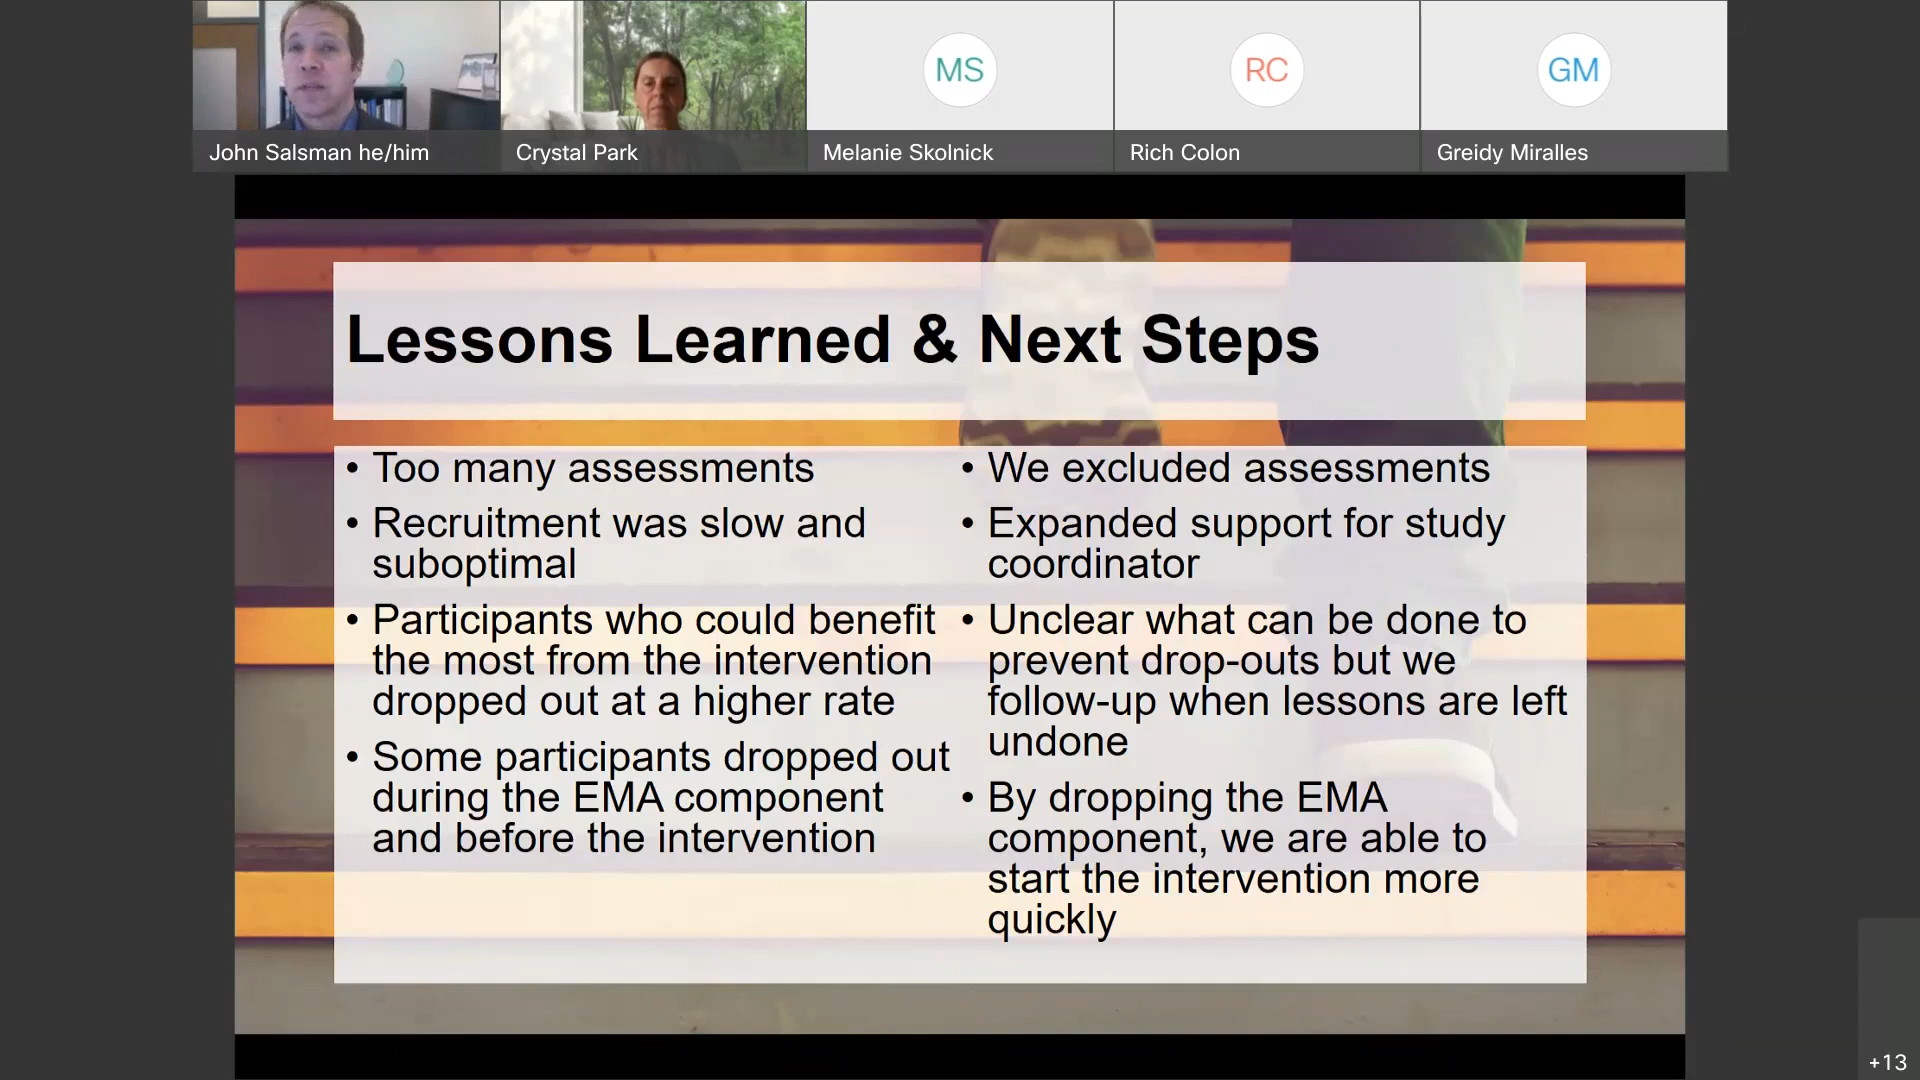 MS
RC
GM
John Salsman he/him
Crystal Park
Melanie Skolnick
Rich Colon
Greidy Miralles
Lessons Learned & Next Steps
• Too many assessments
• Recruitment was slow and
suboptimal
• Participants who could benefit
the most from the intervention
dropped out at a higher rate
• Some participants dropped out
during the EMA component
and before the intervention
• We excluded assessments
• Expanded support for study
coordinator
• Unclear what can be done to
prevent drop-outs but we
follow-up when lessons are left
undone
• By dropping the EMA
component, we are able to
start the intervention more
quickly
+13